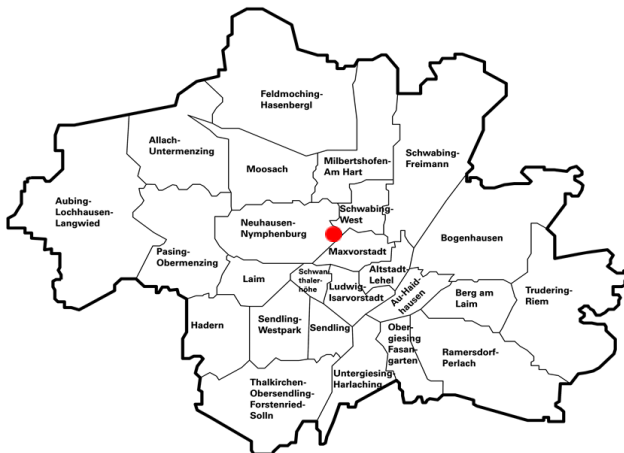 Feldmoching-
Hasenbergl
Allach-
Untermenzing
Moosach
Milbertshofen-
Am Hart
Schwabing-
Freimann
Aubing-
Lochhausen-
Langwied
Neuhausen-
Nymphenburg
Schwabing-
West
Pasing-
Obermenzing
Maxvorstadt
Bogenhausen
Laim
Schwan
thaler-
höhe
Ludwig-
Isarvorstadt
Altstadt-
Lehel
Au-Haid-
hausen
Berg am
Laim
Trudering-
Riem
Hadern
Sendling-
Westpark
Sendling
Ober-
giesing
Fasan-
garten
Ramersdorf-
Perlach
Untergiesing-
Harlaching
Thalkirchen-
Obersendling-
Forstenried-
Solln